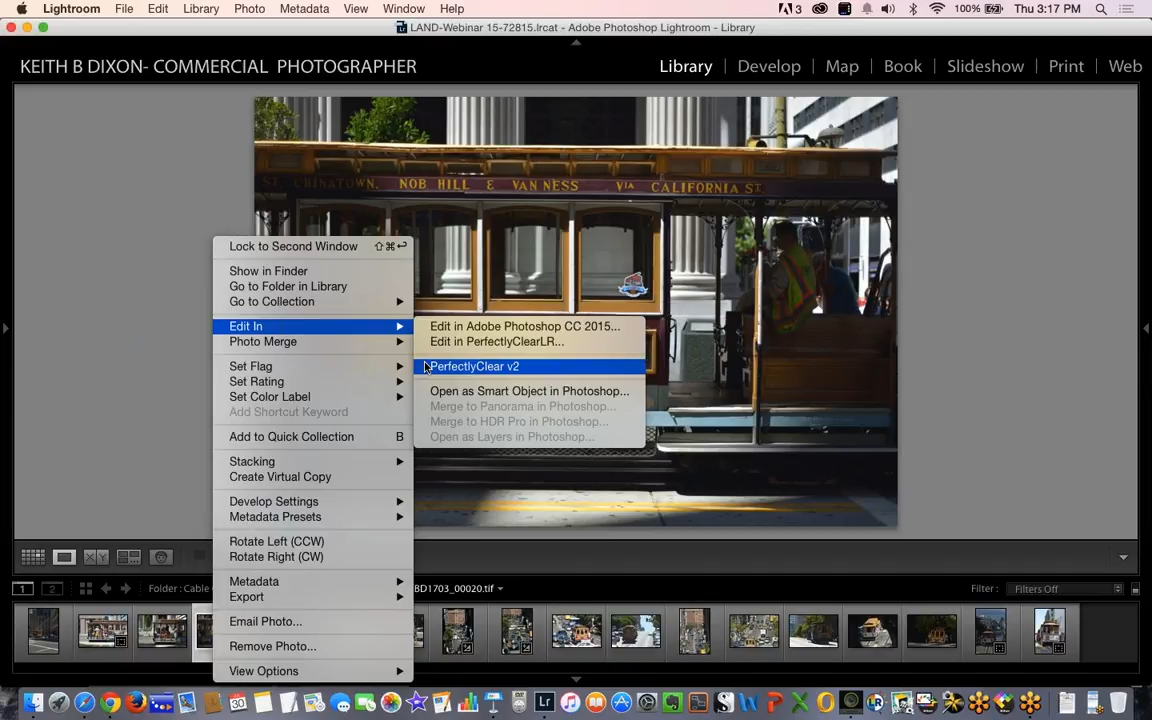 Lightroom File Edit Library Photo Metadata View Window Help 3 100% Thu 3:17 PM
LAND-Webinar 15-72815.lrcat - Adobe Photoshop Lightroom - Library
KEITH B DIXON- COMMERCIAL PHOTOGRAPHER Library | Develop | Map | Book | Slideshow | Print | Web
NOB HILL & VAN NESS VIA CALIFORNIA ST
Lock to Second Window ⇧⌘↩
Show in Finder
Go to Folder in Library
Go to Collection
Edit In
Photo Merge
Set Flag
Set Rating
Set Color Label
Add Shortcut Keyword
Add to Quick Collection B
Stacking
Create Virtual Copy
Develop Settings
Metadata Presets
Rotate Left (CCW)
Rotate Right (CW)
Metadata
Export
Email Photo...
Remove Photo...
View Options
Edit in Adobe Photoshop CC 2015...
Edit in PerfectlyClearLR...
PerfectlyClear v2
Open as Smart Object in Photoshop...
Merge to Panorama in Photoshop...
Merge to HDR Pro in Photoshop...
Open as Layers in Photoshop...
X Y
1 2 Folder : Cable BD1703_00020.tif Filter : Filters Off
30 Lr